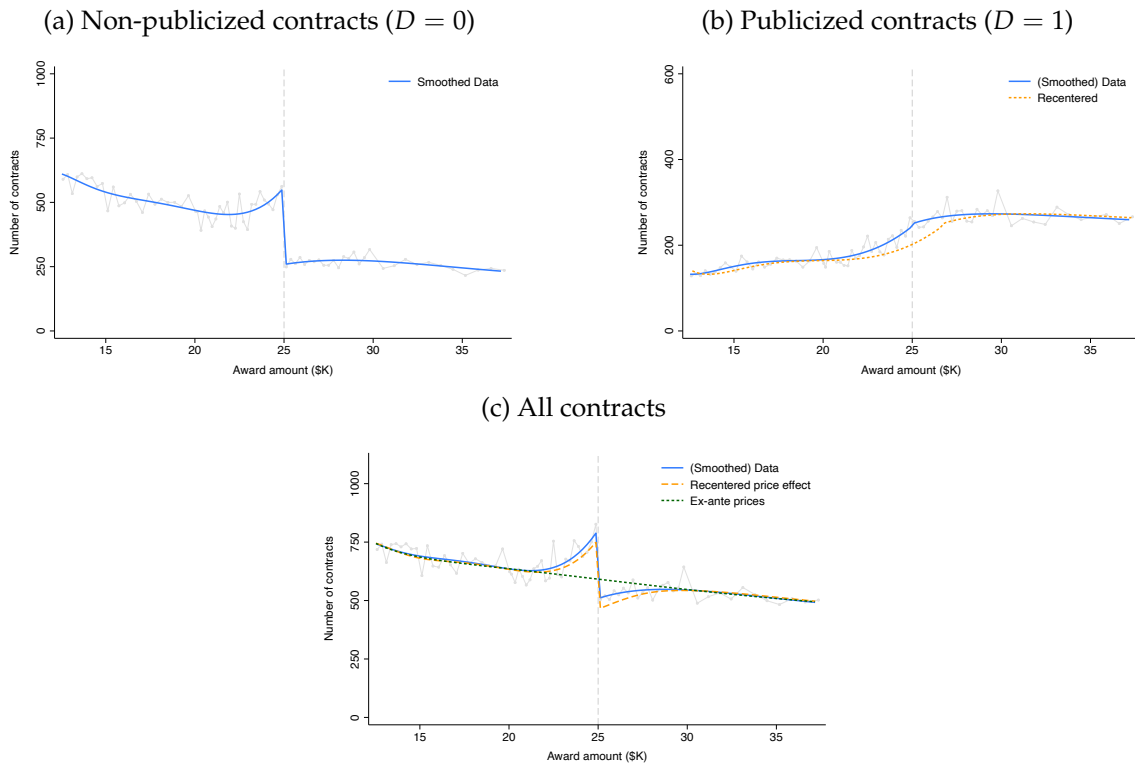 (a) Non-publicized contracts (D = 0)
Smoothed Data
Number of contracts
0
250
500
750
1000
15
20
25
30
35
Award amount ($K)
(b) Publicized contracts (D = 1)
(Smoothed) Data
Recentered
Number of contracts
0
200
400
600
15
20
25
30
35
Award amount ($K)
(c) All contracts
(Smoothed) Data
Recentered price effect
Ex-ante prices
Number of contracts
0
250
500
750
1000
15
20
25
30
35
Award amount ($K)